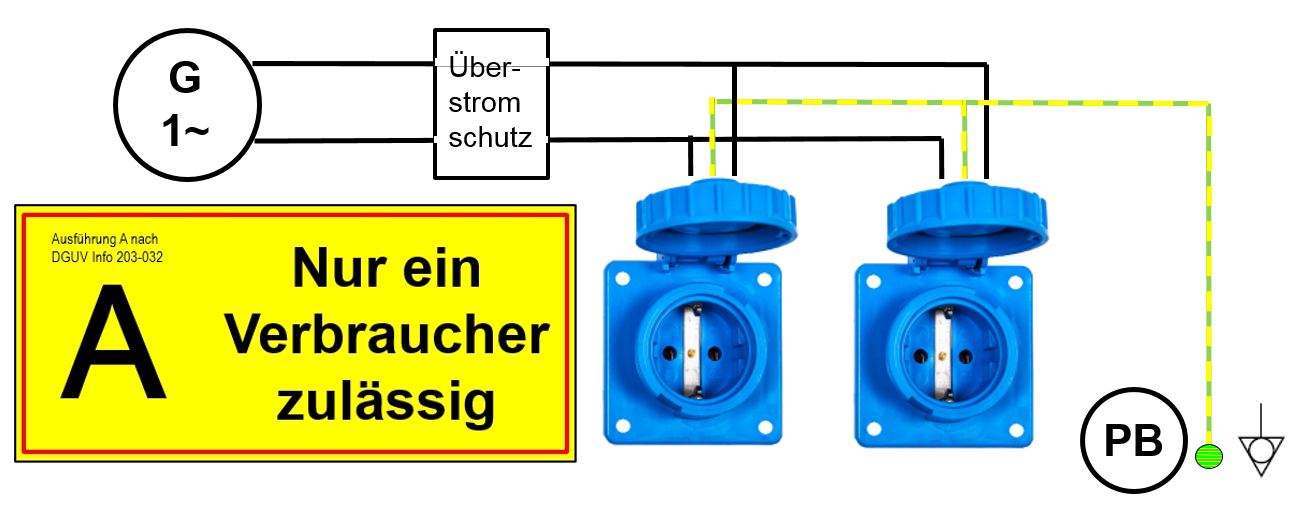 G
1~
Über-
strom
schutz
Ausführung A nach
DGUV Info 203-032
A
Nur ein
Verbraucher
zulässig
PB